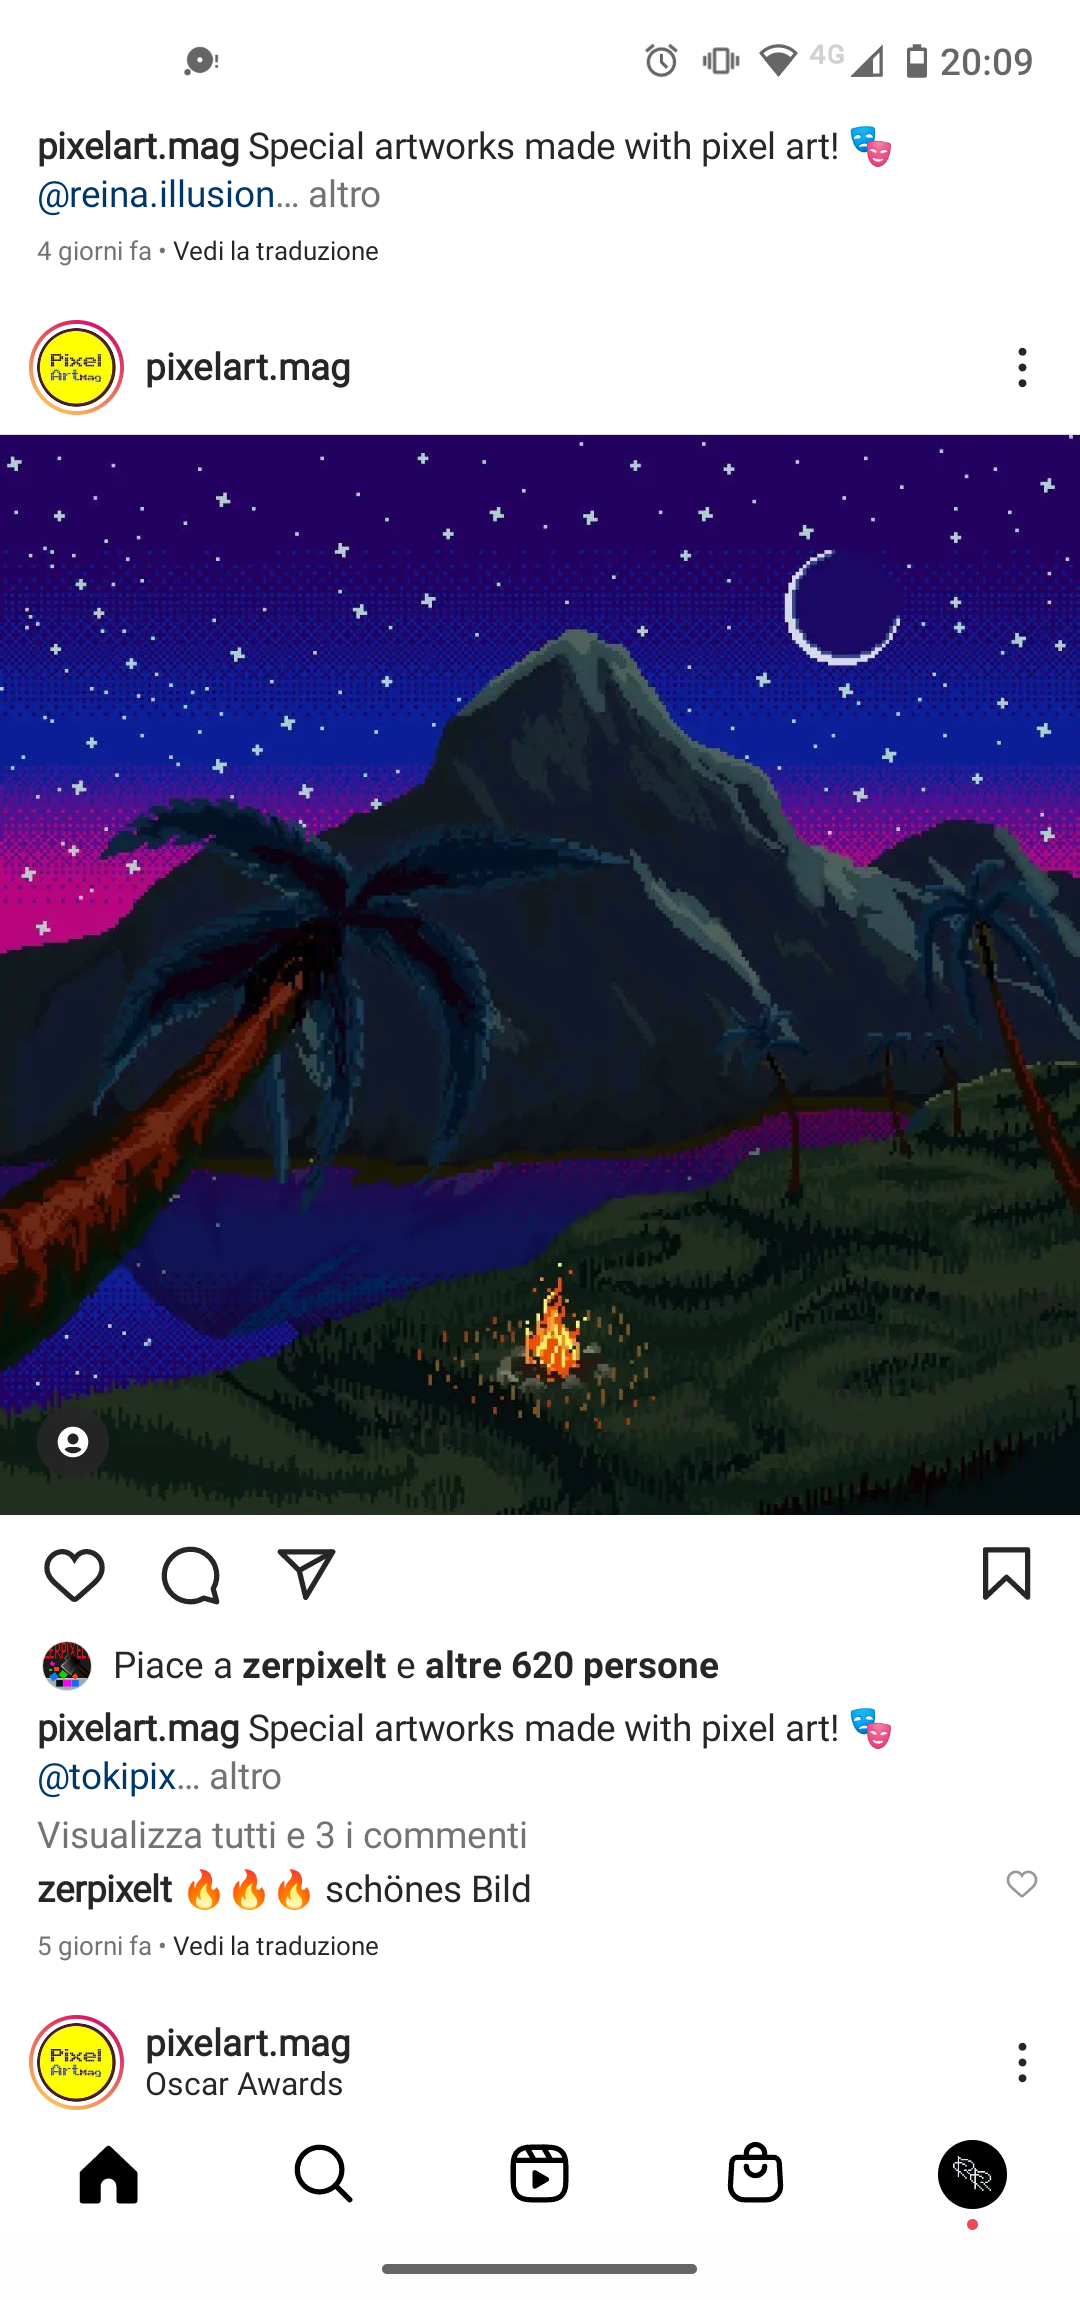 4G 20:09
pixelart.mag Special artworks made with pixel art! 🎭
@reina.illusion... altro
4 giorni fa • Vedi la traduzione
Pixel
ArtMag
pixelart.mag
Piace a zerpixelt e altre 620 persone
pixelart.mag Special artworks made with pixel art! 🎭
@tokipix... altro
Visualizza tutti e 3 i commenti
zerpixelt 🔥🔥🔥 schönes Bild
5 giorni fa • Vedi la traduzione
Pixel
ArtMag
pixelart.mag
Oscar Awards